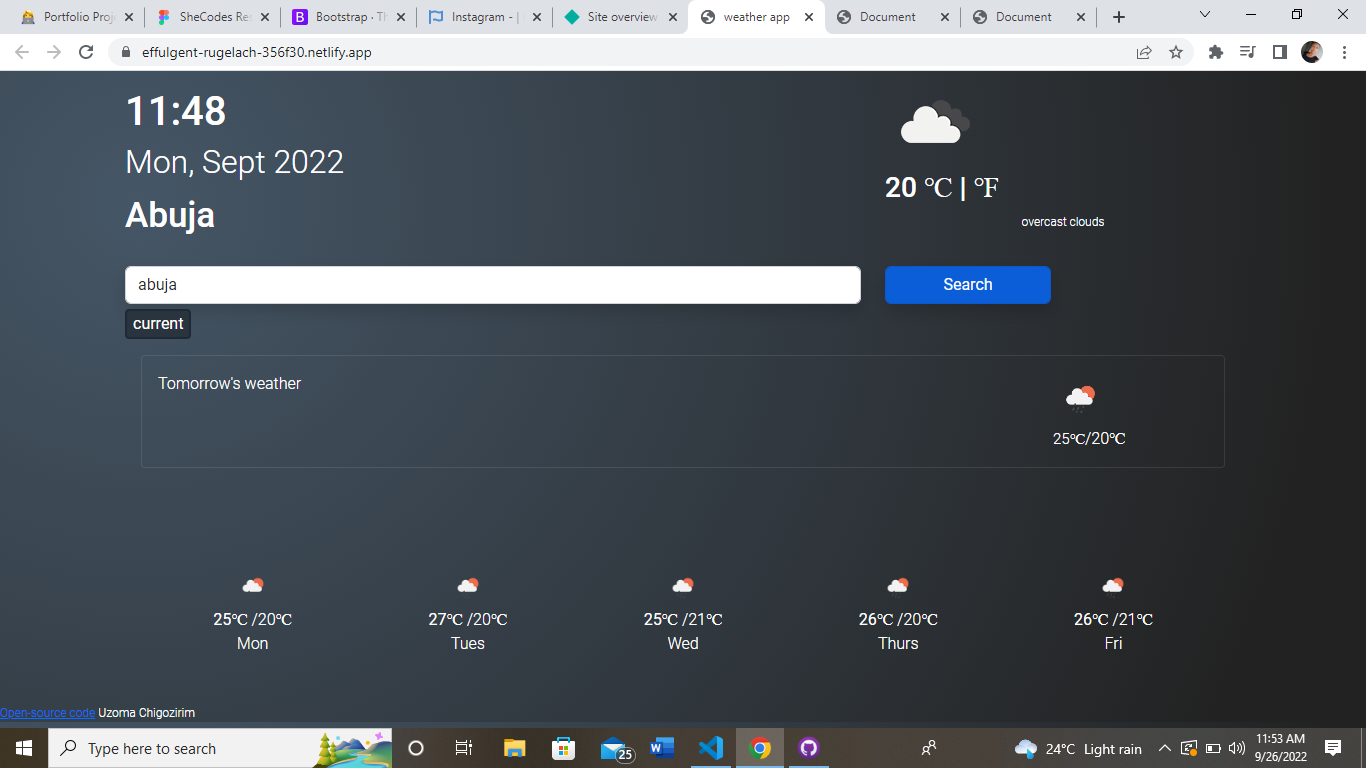 Portfolio Proj
SheCodes Re
Bootstrap · Th
Instagram - |
Site overview
weather app
Document
Document
effulgent-rugelach-356f30.netlify.app
11:48
Mon, Sept 2022
Abuja
20 °C | °F
overcast clouds
abuja
Search
current
Tomorrow's weather
25°C/20°C
25°C /20°C
27°C /20°C
25°C /21°C
26°C /20°C
26°C /21°C
Mon
Tues
Wed
Thurs
Fri
Open-source code Uzoma Chigozirim
Type here to search
25
24°C Light rain
11:53 AM
9/26/2022